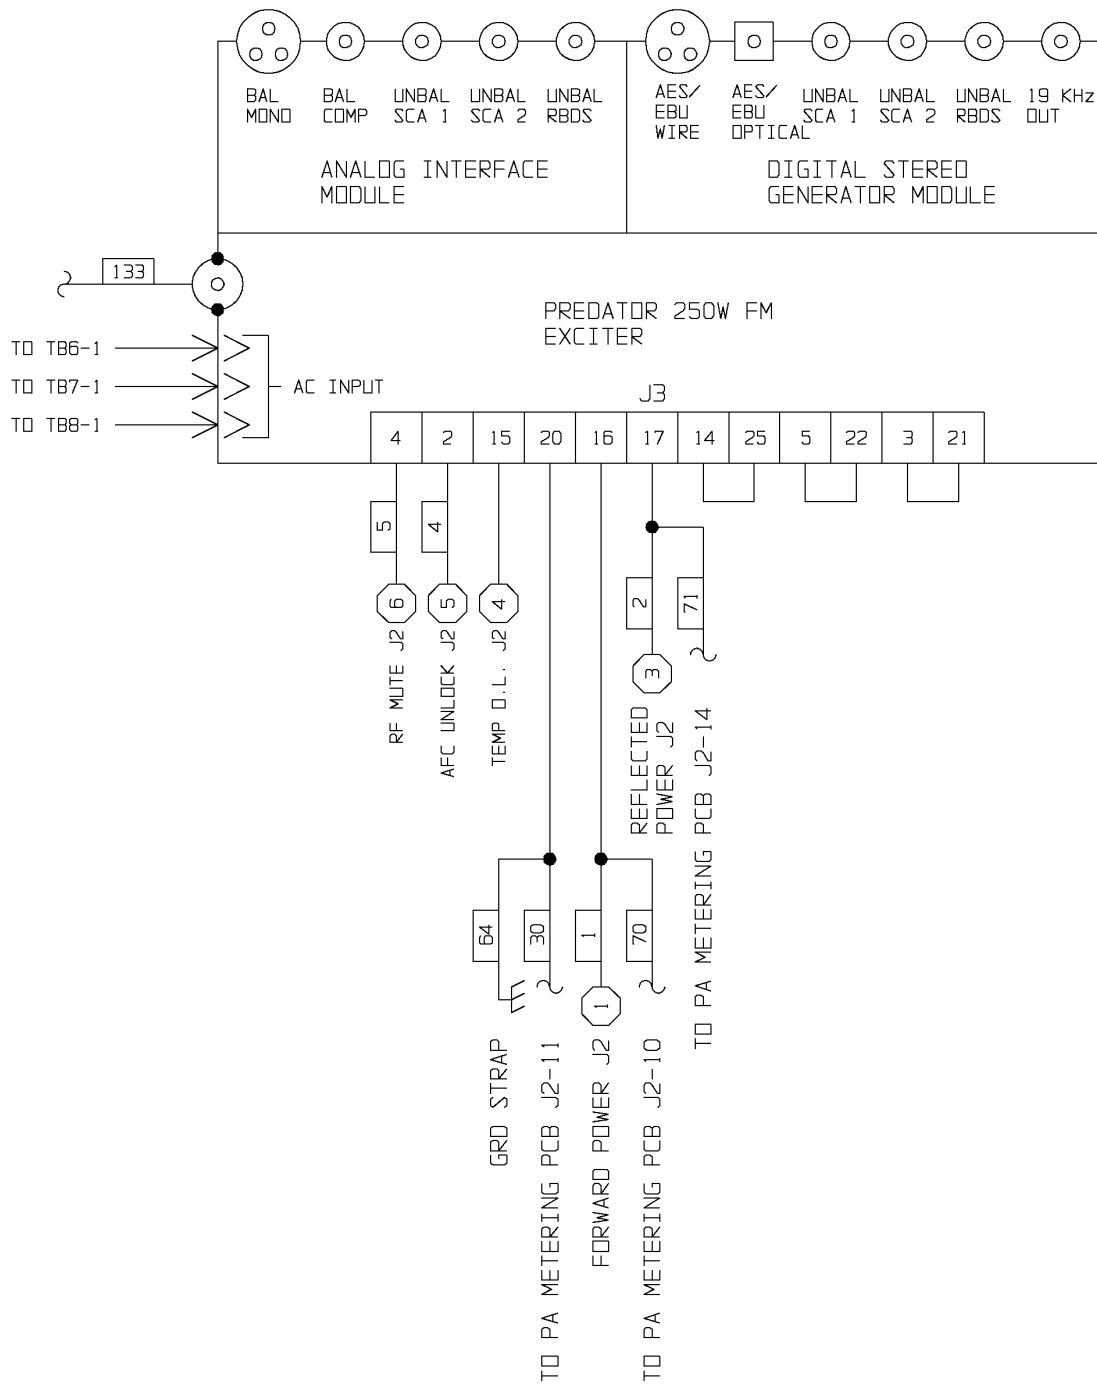 BAL
MONO
BAL
COMP
UNBAL
SCA 1
UNBAL
SCA 2
UNBAL
RBDS
AES/
EBU
WIRE
AES/
EBU
OPTICAL
UNBAL
SCA 1
UNBAL
SCA 2
UNBAL
RBDS
19 KHz
OUT
ANALOG INTERFACE
MODULE
DIGITAL STEREO
GENERATOR MODULE
133
PREDATOR 250W FM
EXCITER
TO TB6-1
TO TB7-1
TO TB8-1
AC INPUT
J3
4 2 15 20 16 17 14 25 5 22 3 21
5
4
6
5
4
RF MUTE J2
AFC UNLOCK J2
TEMP O.L. J2
2
71
3
REFLECTED
POWER J2
TO PA METERING PCB J2-14
64
30
1
70
1
GRD STRAP
TO PA METERING PCB J2-11
FORWARD POWER J2
TO PA METERING PCB J2-10